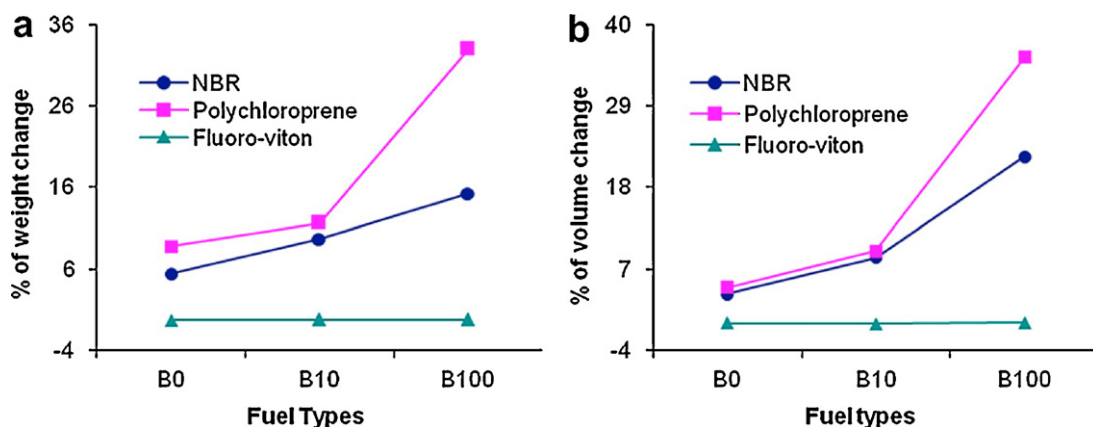 a
% of weight change
36
26
16
6
-4
NBR
Polychloroprene
Fluoro-viton
B0 B10 B100
Fuel Types
b
% of volume change
40
29
18
7
-4
NBR
Polychloroprene
Fluoro-viton
B0 B10 B100
Fuel types